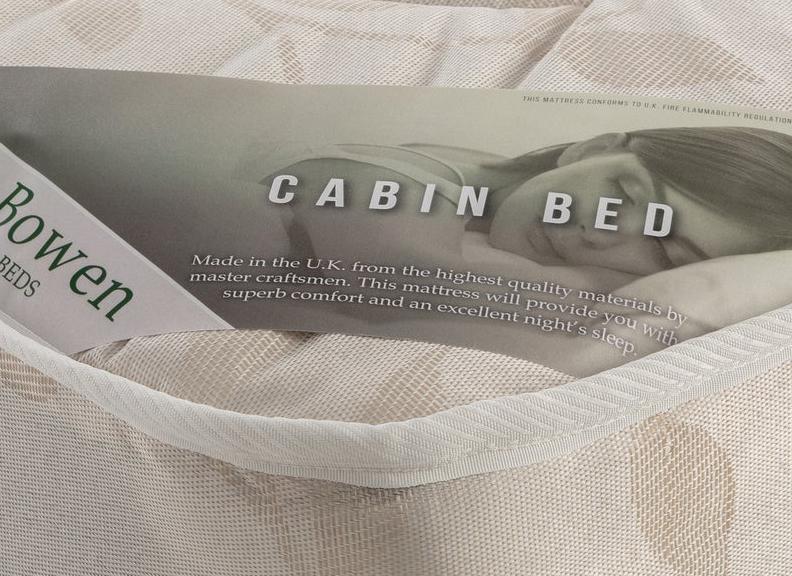 THIS MATTRESS CONFORMS TO U.K. FIRE FLAMMABILITY REGULATION
CABIN BED
Bowen
BEDS
Made in the U.K. from the highest quality materials by
master craftsmen. This mattress will provide you with
superb comfort and an excellent night's sleep.